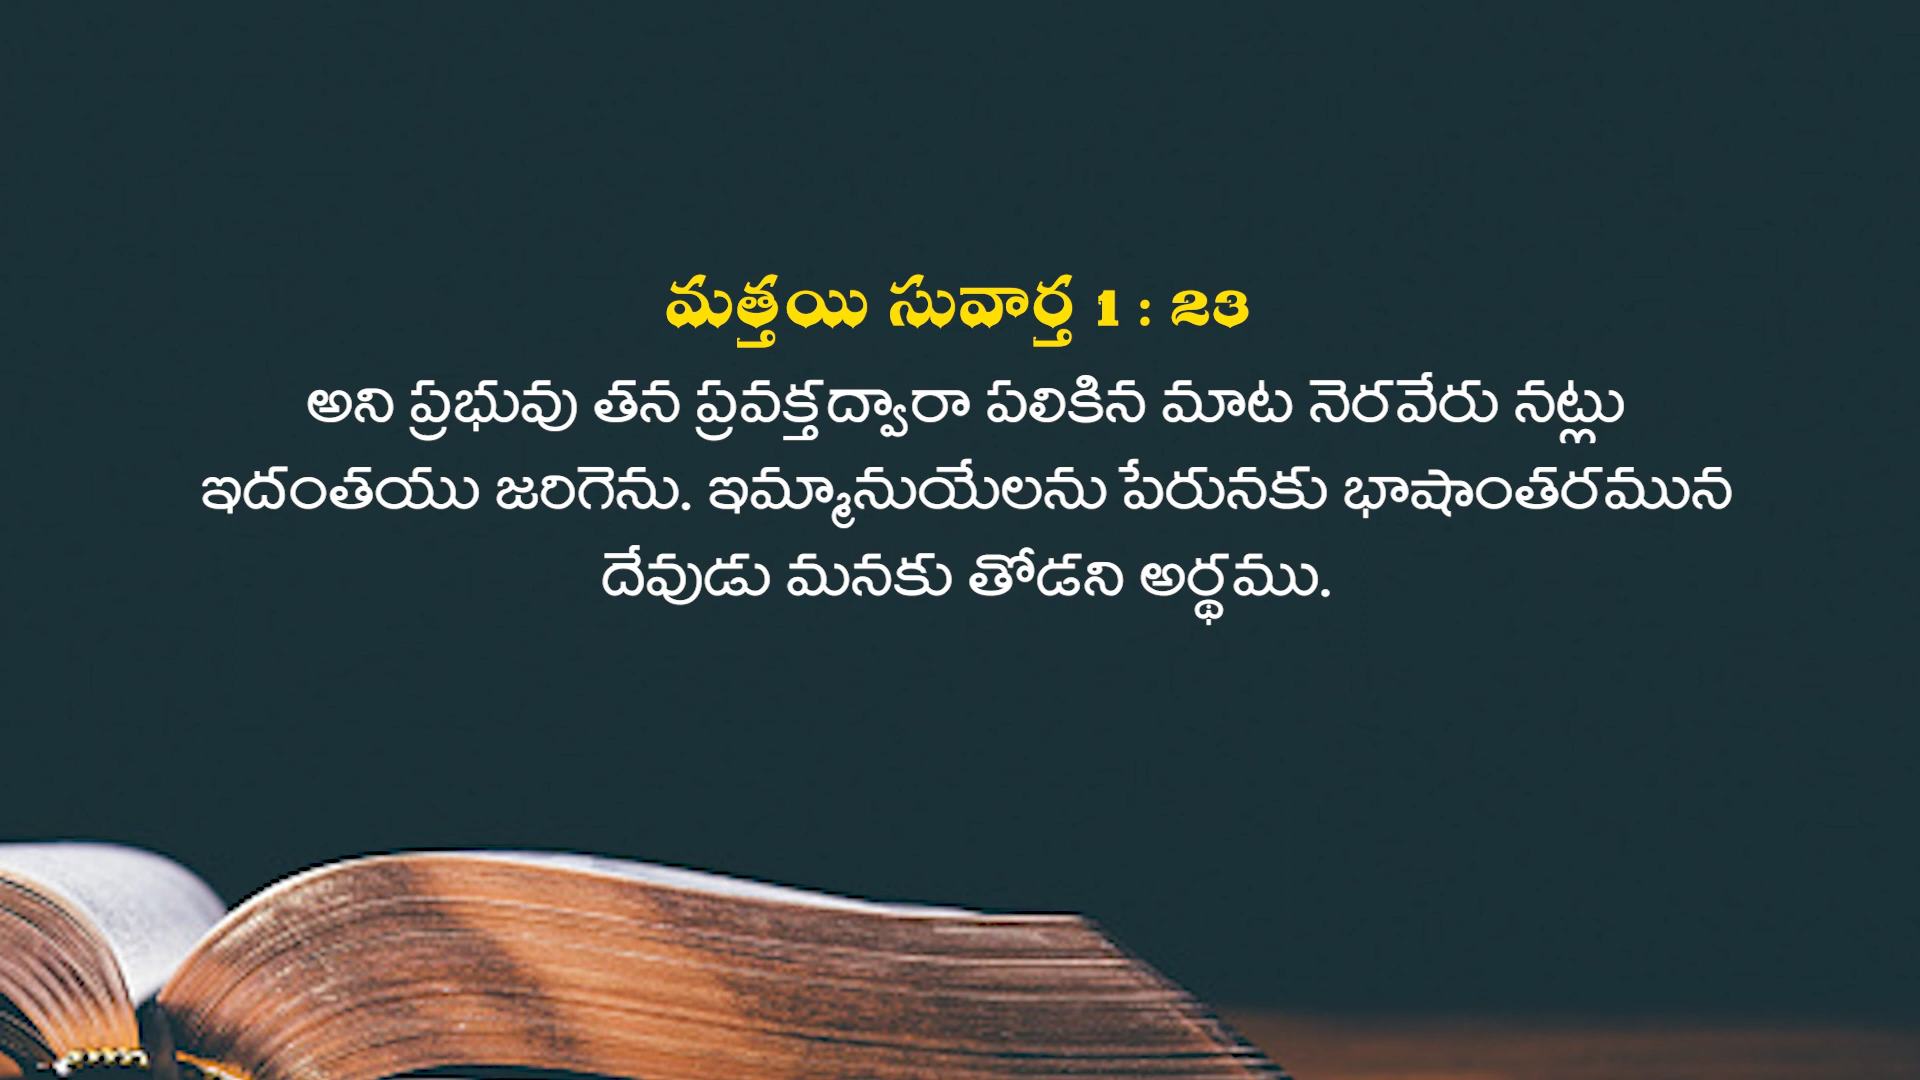 మత్తయి సువార్త 1 : 23
అని ప్రభువు తన ప్రవక్తద్వారా పలికిన మాట నెరవేరు నట్లు
ఇదంతయు జరిగెను. ఇమ్మానుయేలను పేరునకు భాషాంతరమున
దేవుడు మనకు తోడని అర్థము.